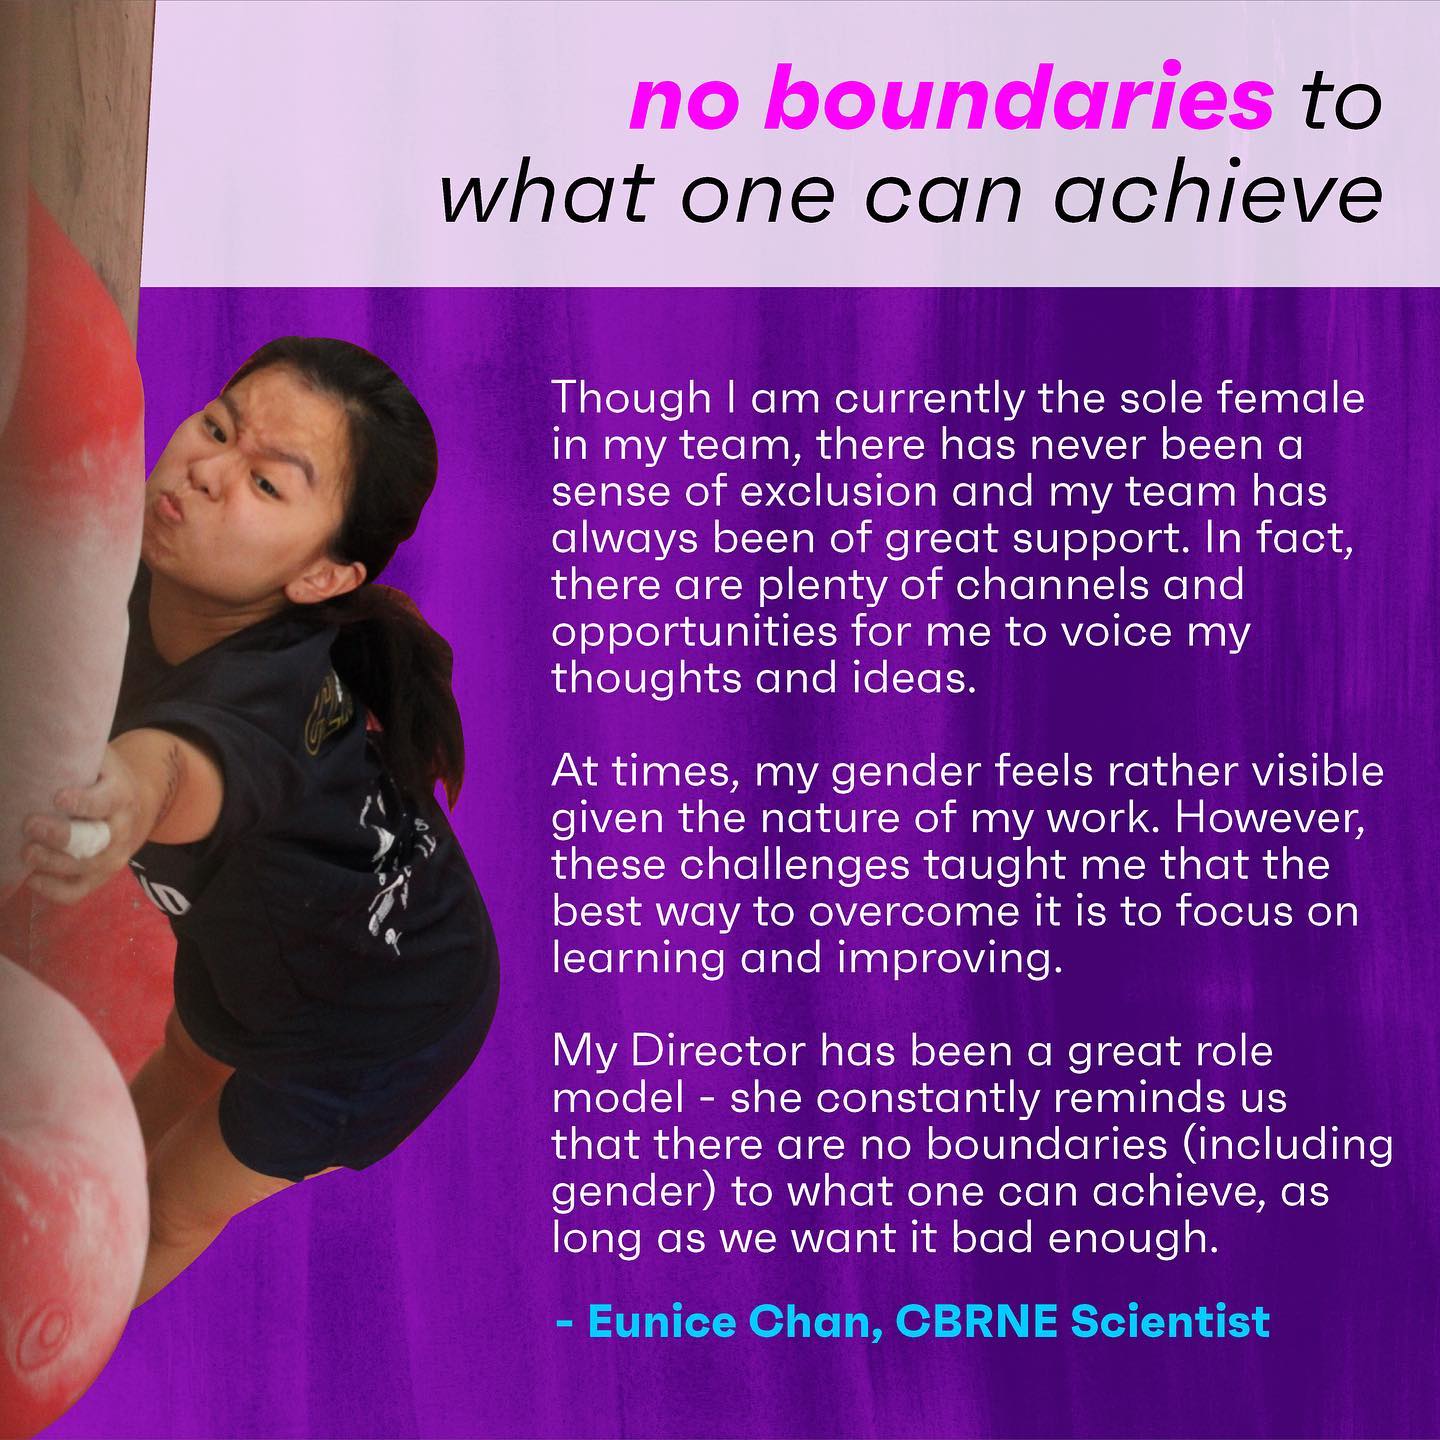 no boundaries to
what one can achieve
Though I am currently the sole female
in my team, there has never been a
sense of exclusion and my team has
always been of great support. In fact,
there are plenty of channels and
opportunities for me to voice my
thoughts and ideas.
At times, my gender feels rather visible
given the nature of my work. However,
these challenges taught me that the
best way to overcome it is to focus on
learning and improving.
My Director has been a great role
model - she constantly reminds us
that there are no boundaries (including
gender) to what one can achieve, as
long as we want it bad enough.
- Eunice Chan, CBRNE Scientist